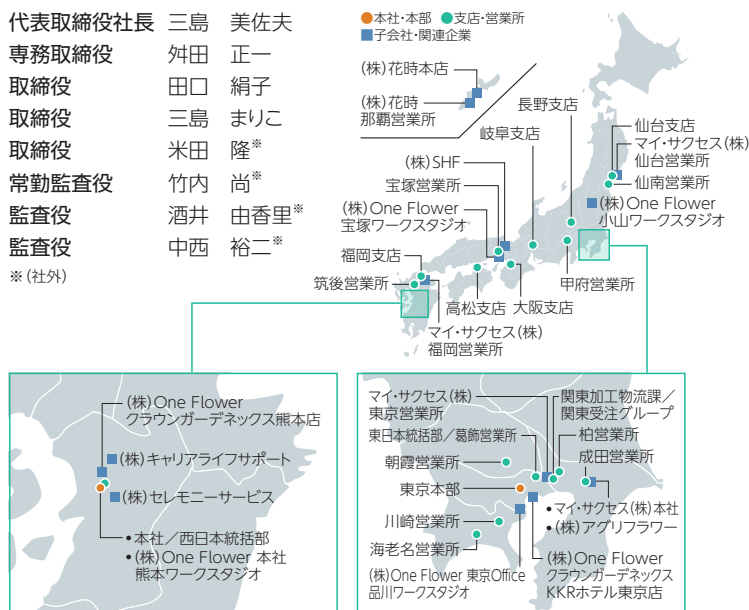 代表取締役社長 三島 美佐夫
専務取締役 舛田 正一
取締役 田口 絹子
取締役 三島 まりこ
取締役 米田 隆※
常勤監査役 竹内 尚※
監査役 酒井 由香里※
監査役 中西 裕二※
※(社外)
●本社・本部 ●支店・営業所
■子会社・関連企業
(株)花時本店
(株)花時
那覇営業所
長野支店
岐阜支店
仙台支店
マイ・サクセス(株)
仙台営業所
仙南営業所
(株)One Flower
小山ワークスタジオ
(株)SHF
宝塚営業所
(株)One Flower
宝塚ワークスタジオ
福岡支店
筑後営業所
甲府営業所
高松支店
大阪支店
マイ・サクセス(株)
福岡営業所
(株)One Flower
クラウンガーデネックス熊本店
(株)キャリアライフサポート
(株)セレモニーサービス
•本社/西日本統括部
•(株)One Flower 本社
熊本ワークスタジオ
マイ・サクセス(株)
東京営業所
関東加工物流課/
関東受注グループ
東日本統括部/葛飾営業所
柏営業所
朝霞営業所
成田営業所
東京本部
•マイ・サクセス(株)本社
•(株)アグリフラワー
川崎営業所
海老名営業所
(株)One Flower 東京Office
品川ワークスタジオ
(株)One Flower
クラウンガーデネックス
KKRホテル東京店